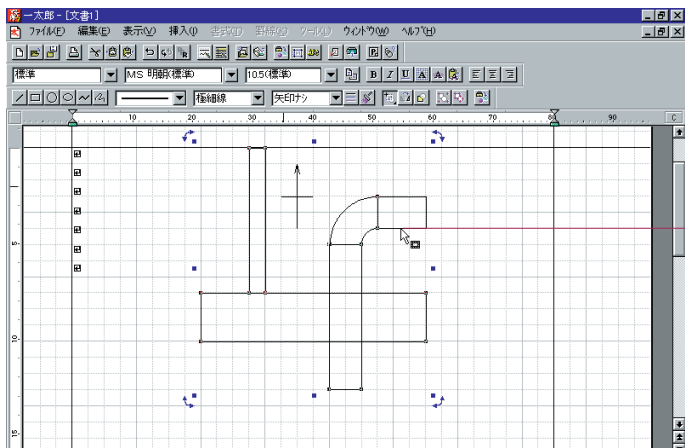 一太郎 - [文書1]
ファイル(F) 編集(E) 表示(V) 挿入(I) 書式(T) 罫線(K) ツール(L) ウィンドウ(W) ヘルプ(H)
標準 MS 明朝(標準) 10.5(標準) B I U A A
極細線 矢印ナシ
10 20 30 40 50 60 70 80 90 C
5
10
15